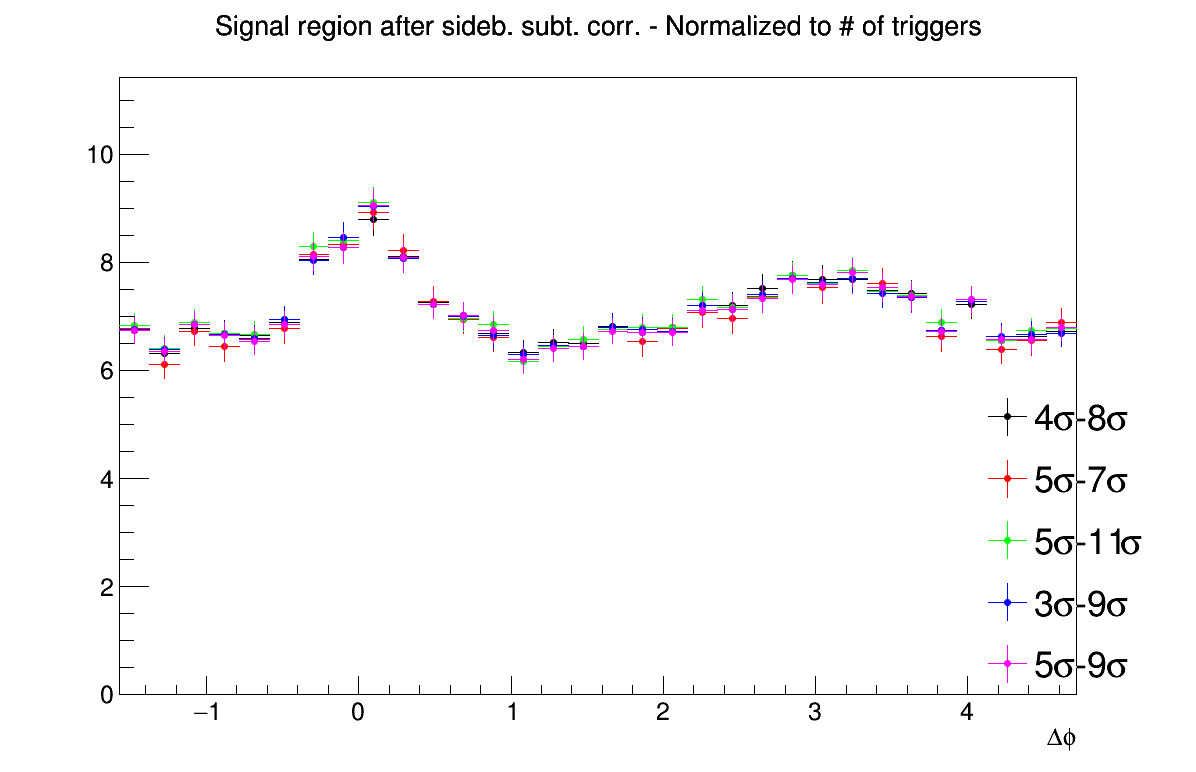 Signal region after sideb. subt. corr. - Normalized to # of triggers
10
8
6
4
2
0
4σ-8σ
5σ-7σ
5σ-11σ
3σ-9σ
5σ-9σ
−1 0 1 2 3 4
Δϕ